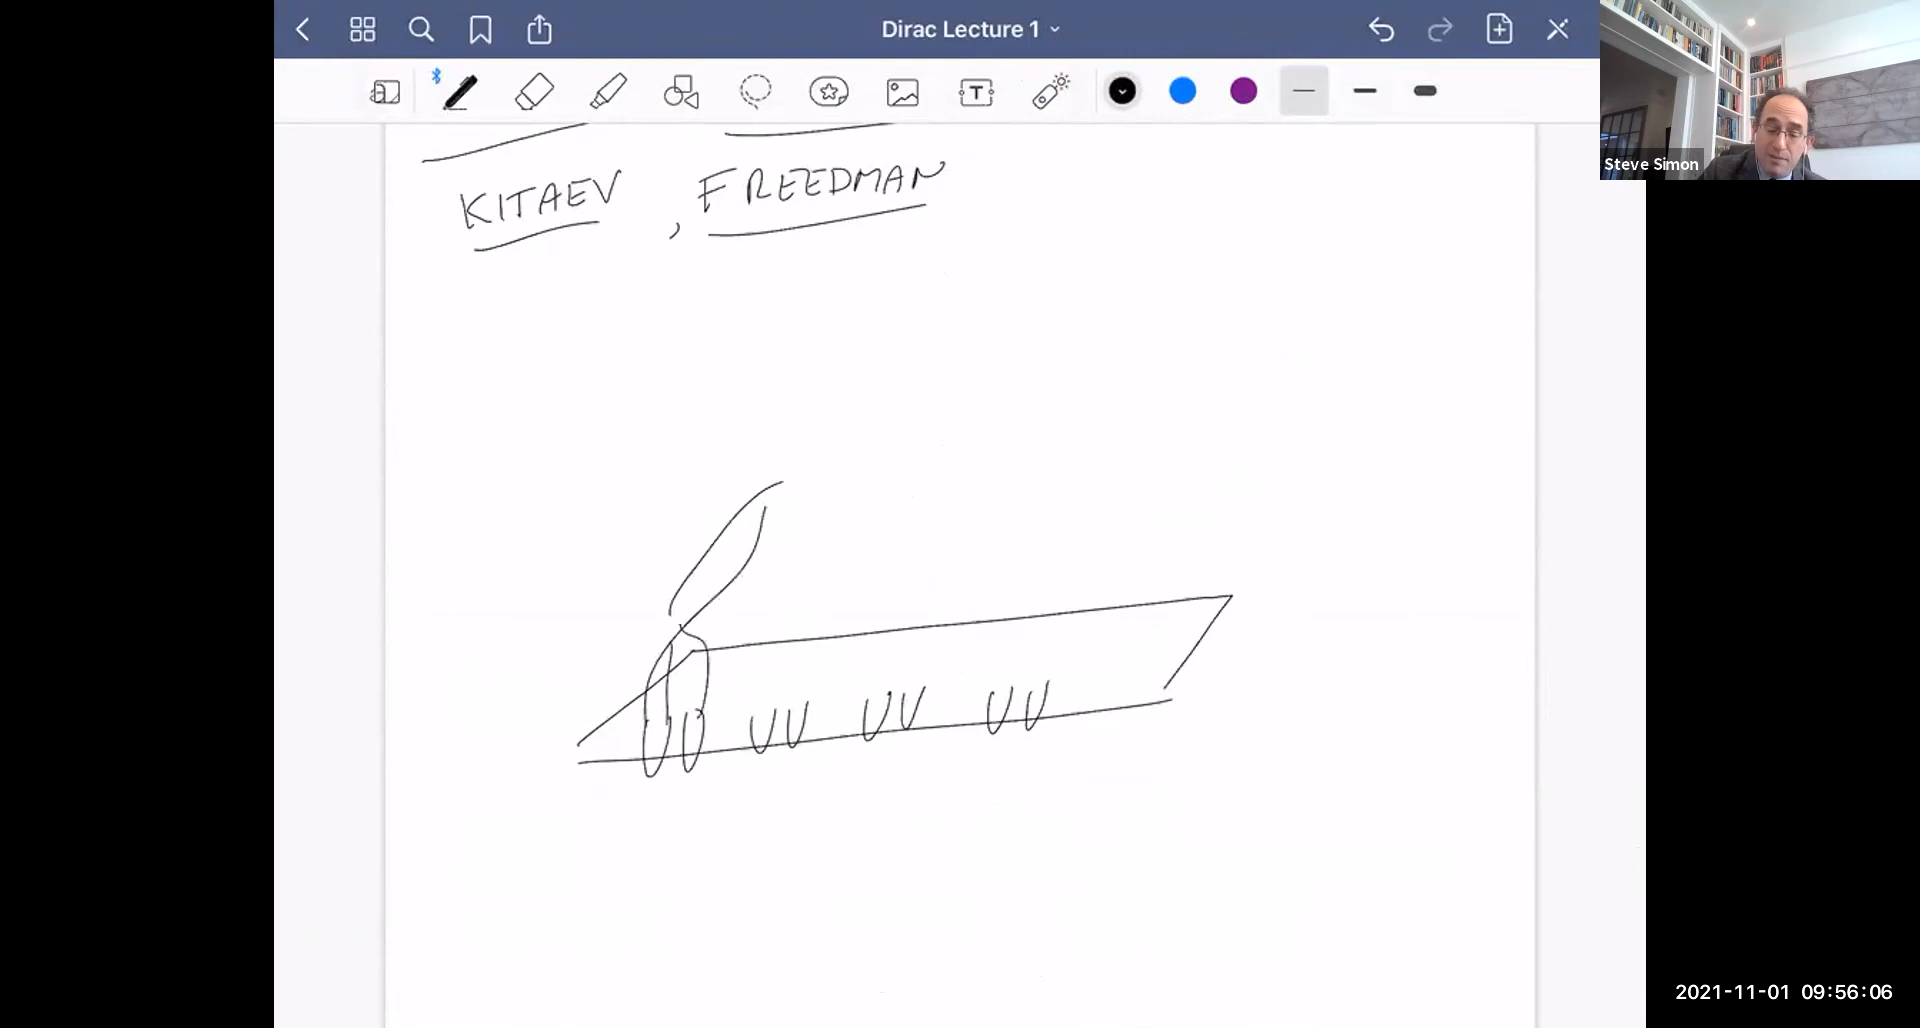 Dirac Lecture 1
T
Steve Simon
KITAEV, FREEDMAN
2021-11-01 09:56:06